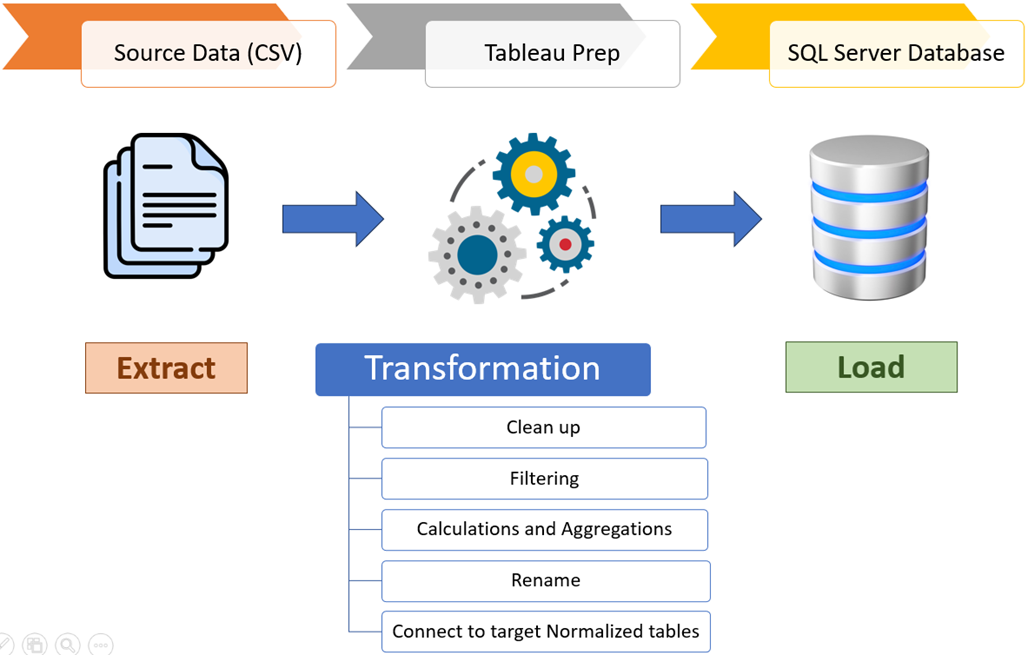 Source Data (CSV)
Tableau Prep
SQL Server Database
Extract
Transformation
Load
Clean up
Filtering
Calculations and Aggregations
Rename
Connect to target Normalized tables